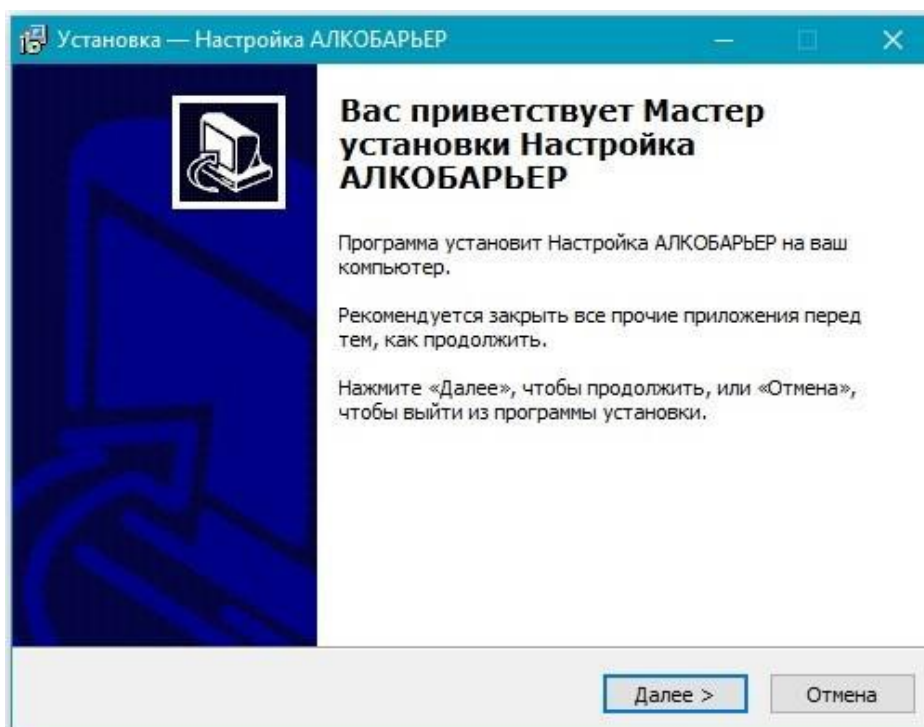 Установка — Настройка АЛКОБАРЬЕР
Вас приветствует Мастер
установки Настройка
АЛКОБАРЬЕР
Программа установит Настройка АЛКОБАРЬЕР на ваш
компьютер.
Рекомендуется закрыть все прочие приложения перед
тем, как продолжить.
Нажмите «Далее», чтобы продолжить, или «Отмена»,
чтобы выйти из программы установки.
Далее >
Отмена